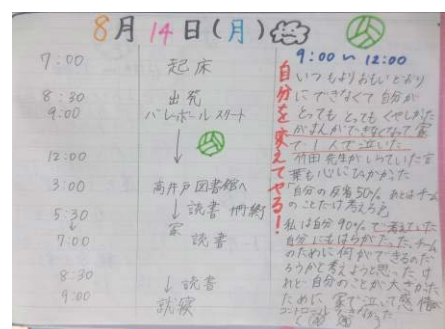 8月14日(月)
7:00 起床
8:30 出発
9:00 バレーボールスタート
12:00
3:00 高井戸図書館へ
5:30 ↓読書
家
7:00 読書
8:30 ↓読書
9:00 就寝
自分を変えてやる!
9:00〜12:00
いつもよりおもいどおり
にできなくて自分が
とってもとってもくやしくて
がまんができなくなって家
で1人で泣いた
竹田先生がいっていた言
葉も心にひびかった
自分の反省50%、あとはチーム
のことだけ考えろ
私は自分90%で考えていた
自分にもはらがたった。チーム
のために何ができるのだ
ろうかと考えようと思ったけ
れど自分のことが大きかった
ために、家で泣いて感情が
コントロール